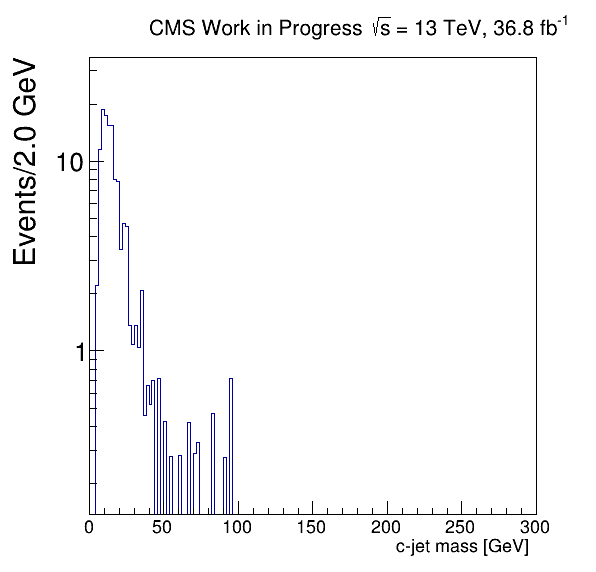 CMS Work in Progress √s = 13 TeV, 36.8 fb⁻¹
Events/2.0 GeV
10
1
0 50 100 150 200 250 300
c-jet mass [GeV]